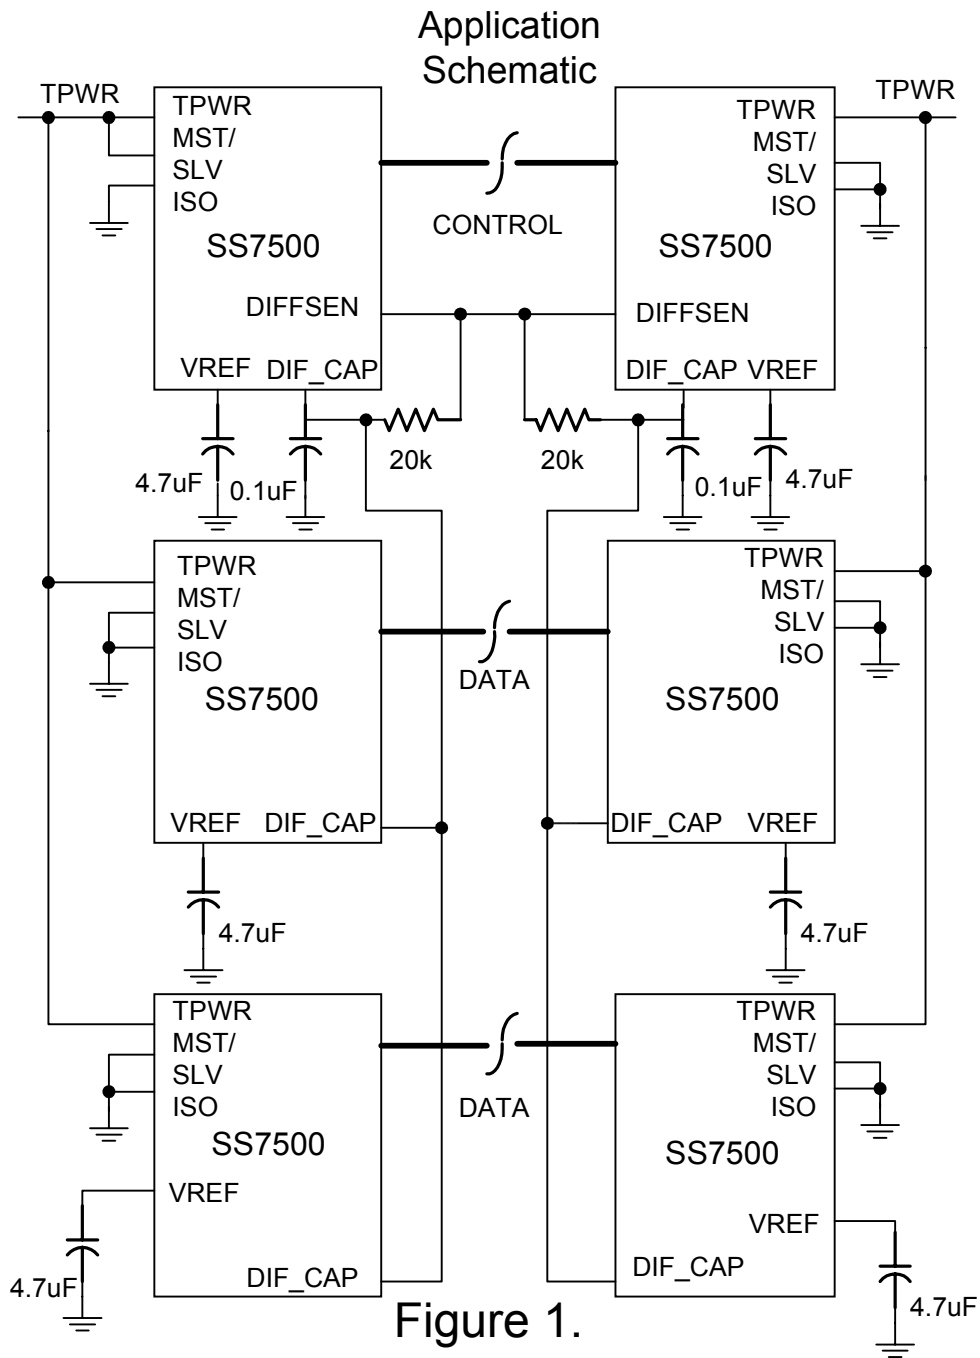 Application
Schematic
TPWR
TPWR
TPWR
MST/
SLV
ISO
SS7500
DIFFSEN
VREF DIF_CAP
CONTROL
TPWR
MST/
SLV
ISO
SS7500
DIFFSEN
DIF_CAP VREF
4.7uF
0.1uF
20k
20k
0.1uF
4.7uF
TPWR
MST/
SLV
ISO
SS7500
VREF DIF_CAP
DATA
TPWR
MST/
SLV
ISO
SS7500
DIF_CAP VREF
4.7uF
4.7uF
TPWR
MST/
SLV
ISO
SS7500
VREF
DIF_CAP
DATA
TPWR
MST/
SLV
ISO
SS7500
VREF
DIF_CAP
4.7uF
4.7uF
Figure 1.